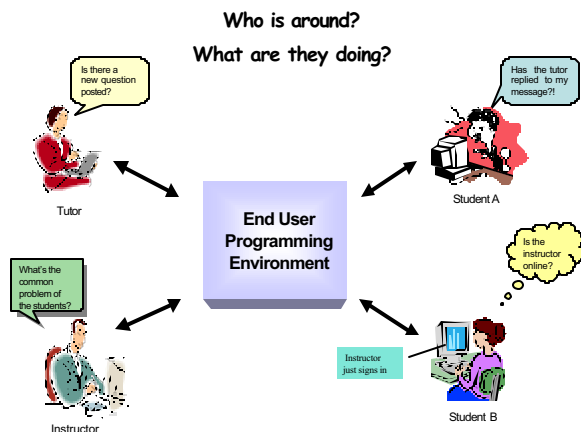 Who is around?
What are they doing?
Is there a
new question
posted?
Has the tutor
replied to my
message?!
Tutor
Student A
End User
Programming
Environment
What's the
common
problem of
the students?
Is the
instructor
online?
Instructor
just signs in
Instructor
Student B